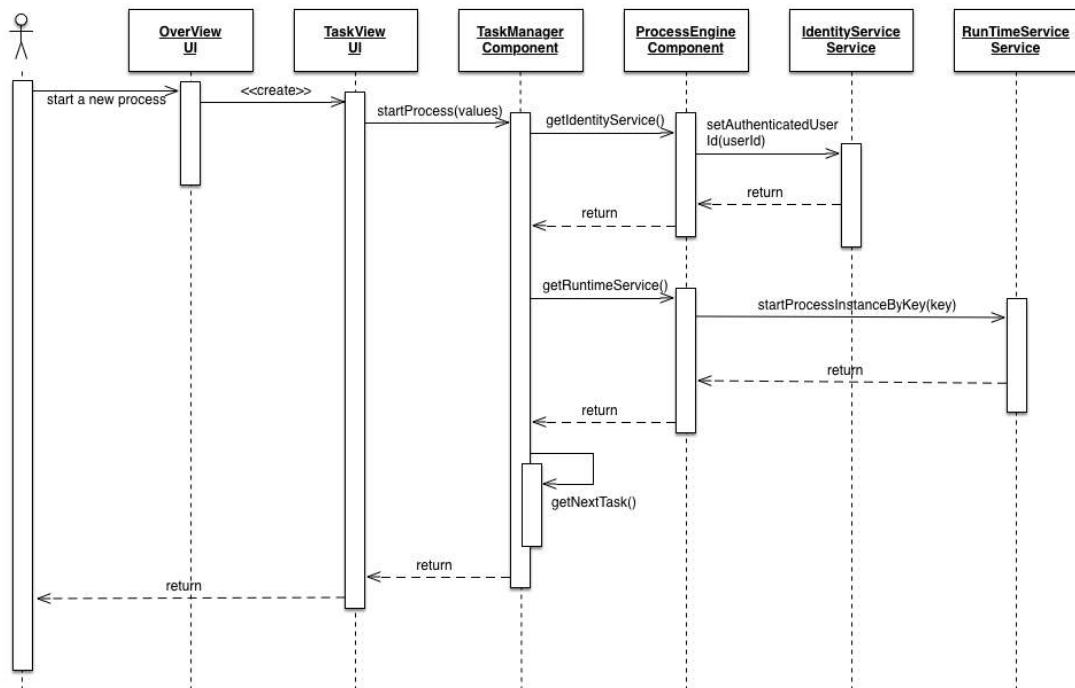 OverView
UI
TaskView
UI
TaskManager
Component
ProcessEngine
Component
IdentityService
Service
RunTimeService
Service
start a new process
<<create>>
startProcess(values)
getIdentityService()
setAuthenticatedUser
Id(userId)
return
return
getRuntimeService()
startProcessInstanceByKey(key)
return
return
getNextTask()
return
return